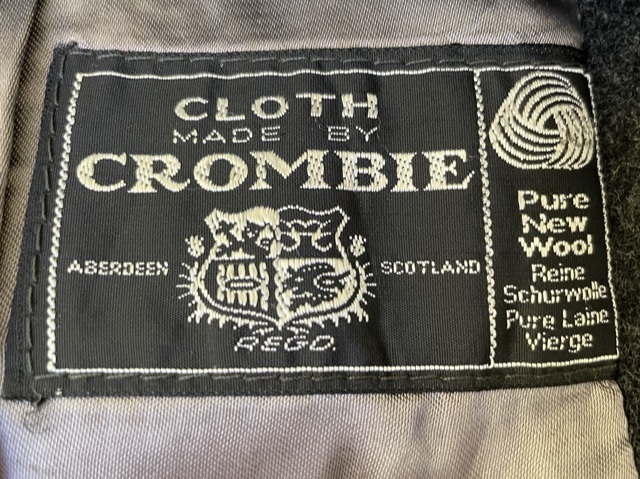 CLOTH
MADE BY
CROMBIE
ABERDEEN SCOTLAND
REGD.
Pure
New
Wool
Reine
Schurwolle
Pure Laine
Vierge